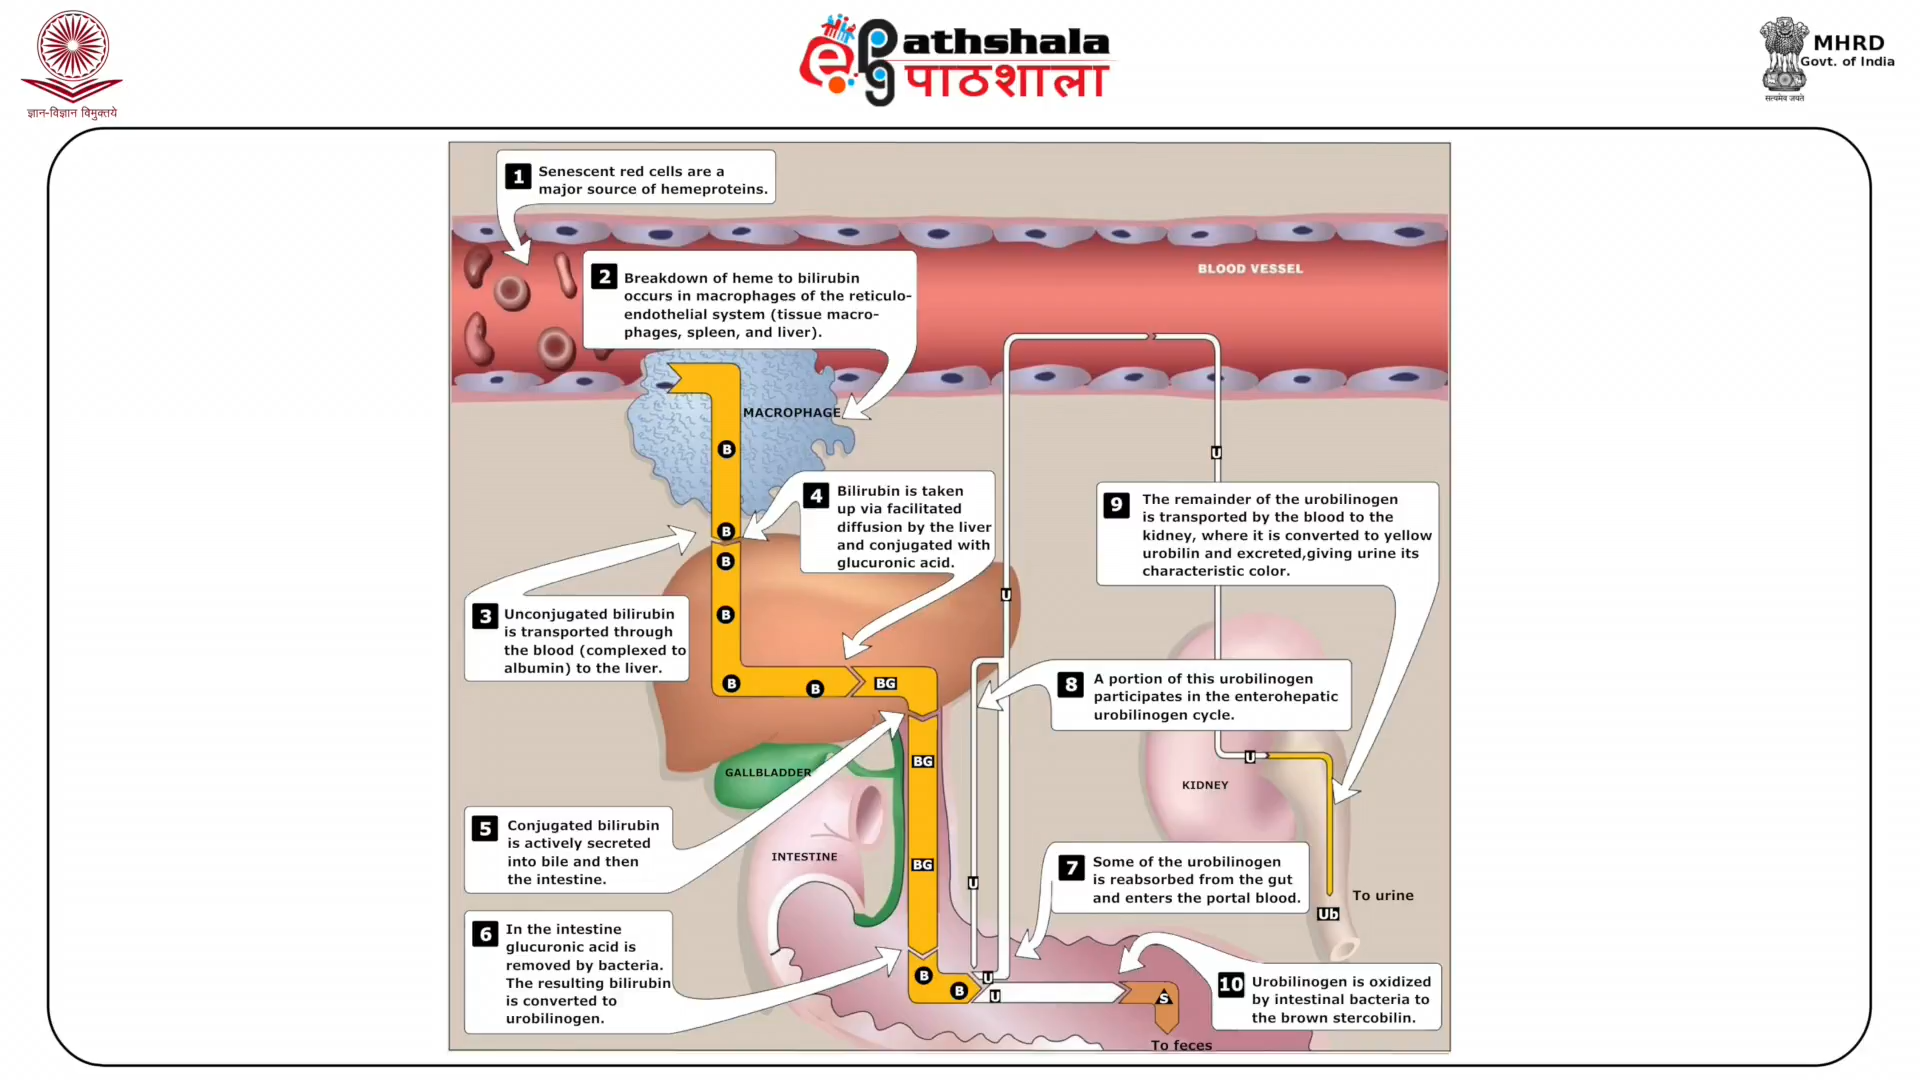 ज्ञान-विज्ञान विमुक्तये
e PG Pathshala
पाठशाला
MHRD
Govt. of India
सत्यमेव जयते
1 Senescent red cells are a
major source of hemeproteins.
BLOOD VESSEL
2 Breakdown of heme to bilirubin
occurs in macrophages of the reticulo-
endothelial system (tissue macro-
phages, spleen, and liver).
MACROPHAGE
B
B
B
B
B
B
4 Bilirubin is taken
up via facilitated
diffusion by the liver
and conjugated with
glucuronic acid.
U
9 The remainder of the urobilinogen
is transported by the blood to the
kidney, where it is converted to yellow
urobilin and excreted,giving urine its
characteristic color.
3 Unconjugated bilirubin
is transported through
the blood (complexed to
albumin) to the liver.
U
BG
8 A portion of this urobilinogen
participates in the enterohepatic
urobilinogen cycle.
GALLBLADDER
BG
U
KIDNEY
5 Conjugated bilirubin
is actively secreted
into bile and then
the intestine.
INTESTINE
BG
U
7 Some of the urobilinogen
is reabsorbed from the gut
and enters the portal blood.
To urine
Ub
6 In the intestine
glucuronic acid is
removed by bacteria.
The resulting bilirubin
is converted to
urobilinogen.
B
B
U
U
S
10 Urobilinogen is oxidized
by intestinal bacteria to
the brown stercobilin.
To feces